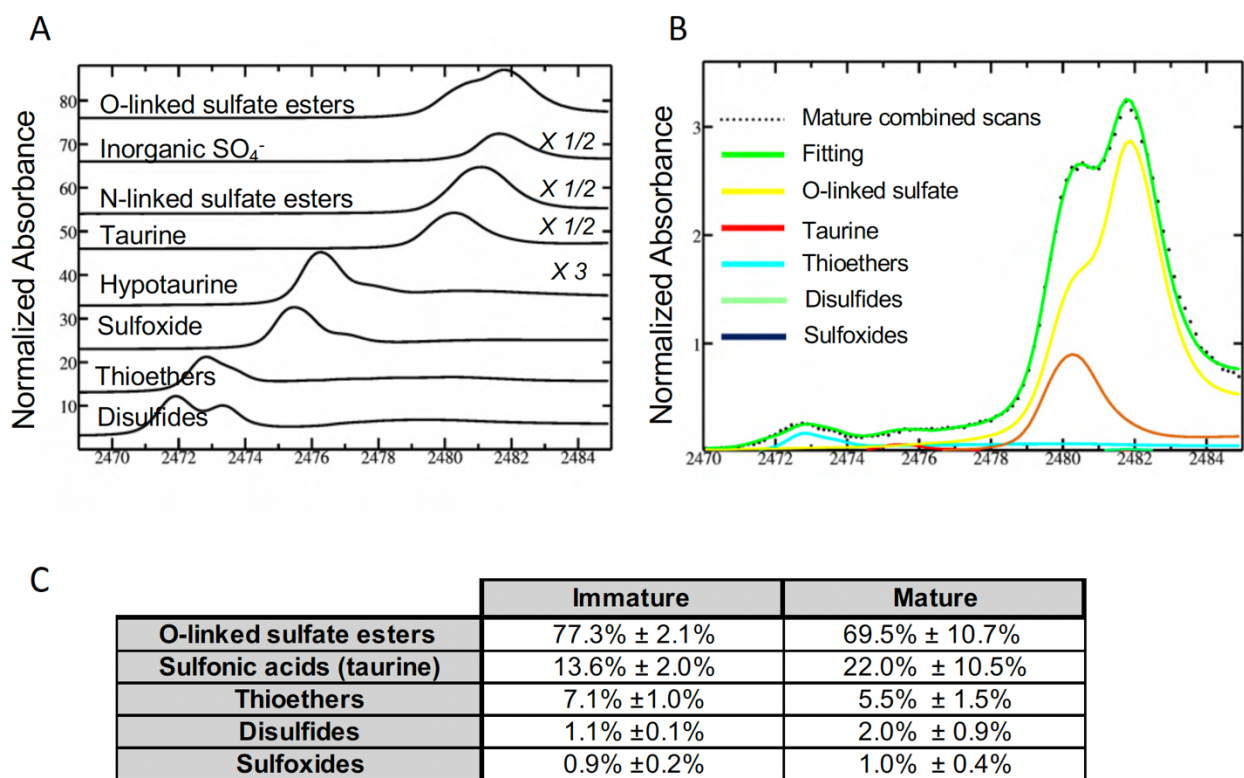 A
Normalized Absorbance
80
70
60
50
40
30
20
10
O-linked sulfate esters
Inorganic SO₄⁻ X 1/2
N-linked sulfate esters X 1/2
Taurine X 1/2
Hypotaurine X 3
Sulfoxide
Thioethers
Disulfides
2470 2472 2474 2476 2478 2480 2482 2484
B
Normalized Absorbance
3
2
1
Mature combined scans
Fitting
O-linked sulfate
Taurine
Thioethers
Disulfides
Sulfoxides
2470 2472 2474 2476 2478 2480 2482 2484
C
Immature Mature
O-linked sulfate esters 77.3% ± 2.1% 69.5% ± 10.7%
Sulfonic acids (taurine) 13.6% ± 2.0% 22.0% ± 10.5%
Thioethers 7.1% ±1.0% 5.5% ± 1.5%
Disulfides 1.1% ±0.1% 2.0% ± 0.9%
Sulfoxides 0.9% ±0.2% 1.0% ± 0.4%